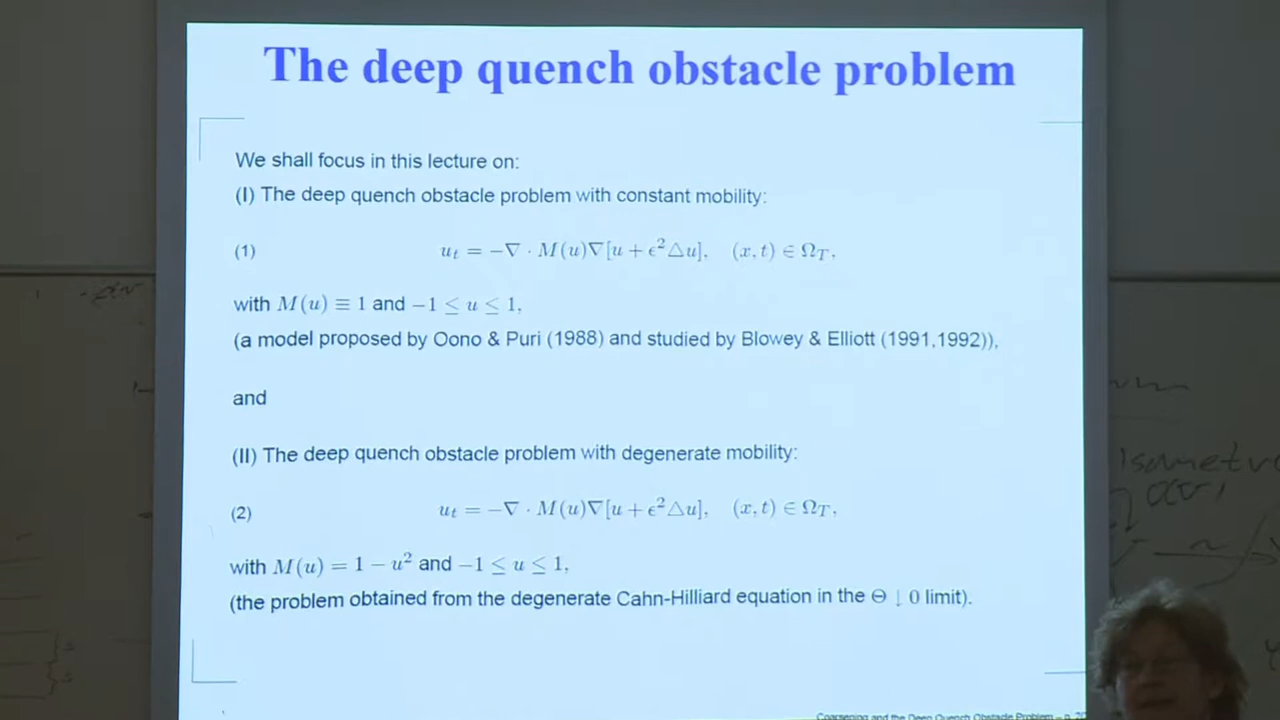 The deep quench obstacle problem
We shall focus in this lecture on:
(I) The deep quench obstacle problem with constant mobility:
(1) u_t = −∇ · M(u)∇[u + ϵ²△u], (x, t) ∈ Ω_T,
with M(u) ≡ 1 and −1 ≤ u ≤ 1,
(a model proposed by Oono & Puri (1988) and studied by Blowey & Elliott (1991,1992)),
and
(II) The deep quench obstacle problem with degenerate mobility:
(2) u_t = −∇ · M(u)∇[u + ϵ²△u], (x, t) ∈ Ω_T,
with M(u) = 1 − u² and −1 ≤ u ≤ 1,
(the problem obtained from the degenerate Cahn-Hilliard equation in the Θ ↓ 0 limit).
Coarsening and the Deep Quench Obstacle Problem – p.